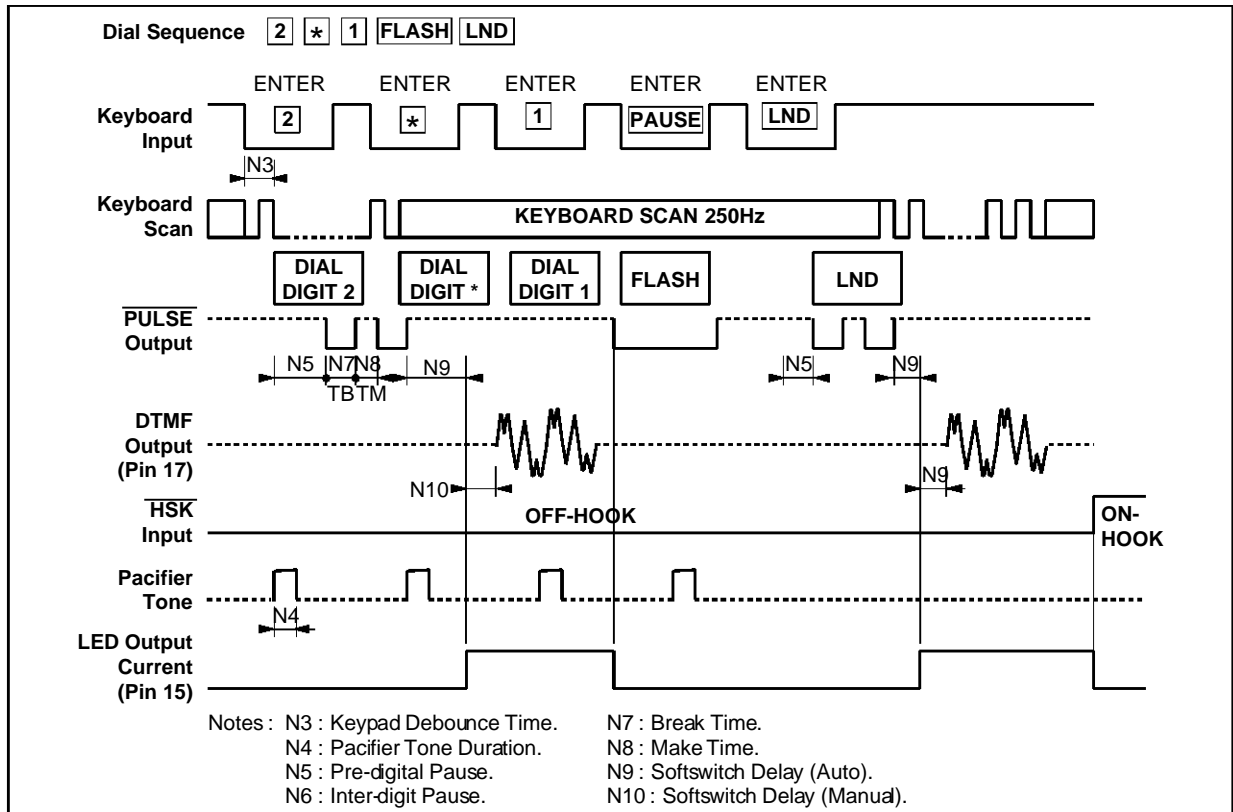 Dial Sequence 2 * 1 FLASH LND
ENTER ENTER ENTER ENTER ENTER
Keyboard Input
2 * 1 PAUSE LND
N3
Keyboard Scan
KEYBOARD SCAN 250Hz
DIAL DIGIT 2
DIAL DIGIT *
DIAL DIGIT 1
FLASH
LND
PULSE Output
N5 N7 N8 N9 N5 N9
TB TM
DTMF Output (Pin 17)
N10 N9
HSK Input
OFF-HOOK
ON-HOOK
Pacifier Tone
N4
LED Output Current (Pin 15)
Notes : N3 : Keypad Debounce Time.
N4 : Pacifier Tone Duration.
N5 : Pre-digital Pause.
N6 : Inter-digit Pause.
N7 : Break Time.
N8 : Make Time.
N9 : Softswitch Delay (Auto).
N10 : Softswitch Delay (Manual).